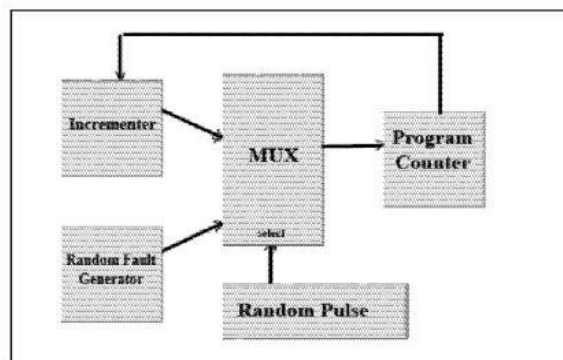 Incrementer
MUX
Program
Counter
Random Fault
Generator
select
Random Pulse